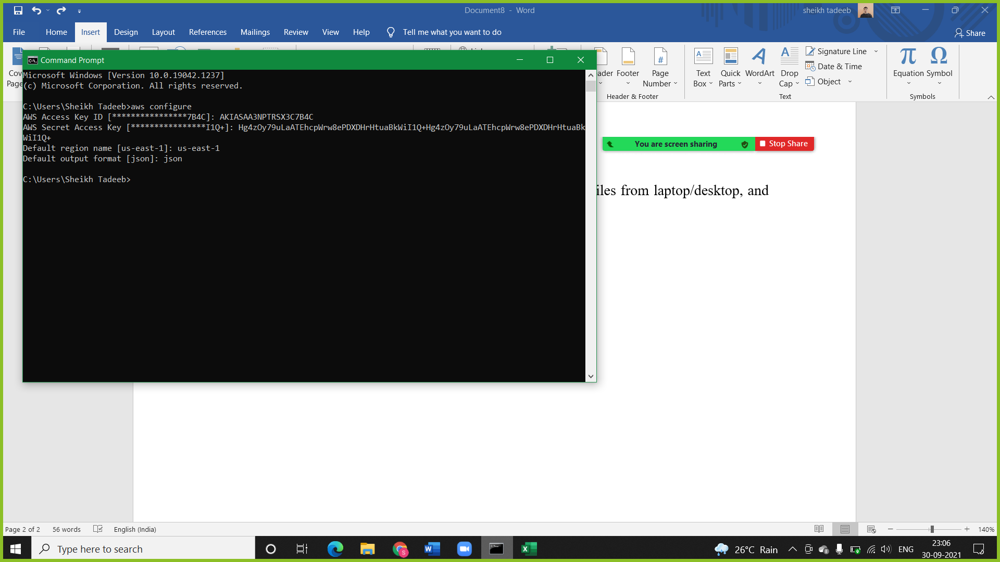 Document8 - Word
sheikh tadeeb
File Home Insert Design Layout References Mailings Review View Help Tell me what you want to do
Share
Command Prompt
Microsoft Windows [Version 10.0.19042.1237]
(c) Microsoft Corporation. All rights reserved.
C:\Users\Sheikh Tadeeb>aws configure
AWS Access Key ID [****************7B4C]: [credential withheld]
AWS Secret Access Key [****************I1Q+]: [credential withheld]
Default region name [us-east-1]: us-east-1
Default output format [json]: json
C:\Users\Sheikh Tadeeb>
Cov
Page
ader
Footer
Page
Number
Header & Footer
Text
Box
Quick
Parts
WordArt
Drop
Cap
Signature Line
Date & Time
Object
Text
Equation
Symbol
Symbols
You are screen sharing
Stop Share
iles from laptop/desktop, and
Page 2 of 2
56 words
English (India)
140%
Type here to search
26°C Rain
ENG
23:06
30-09-2021